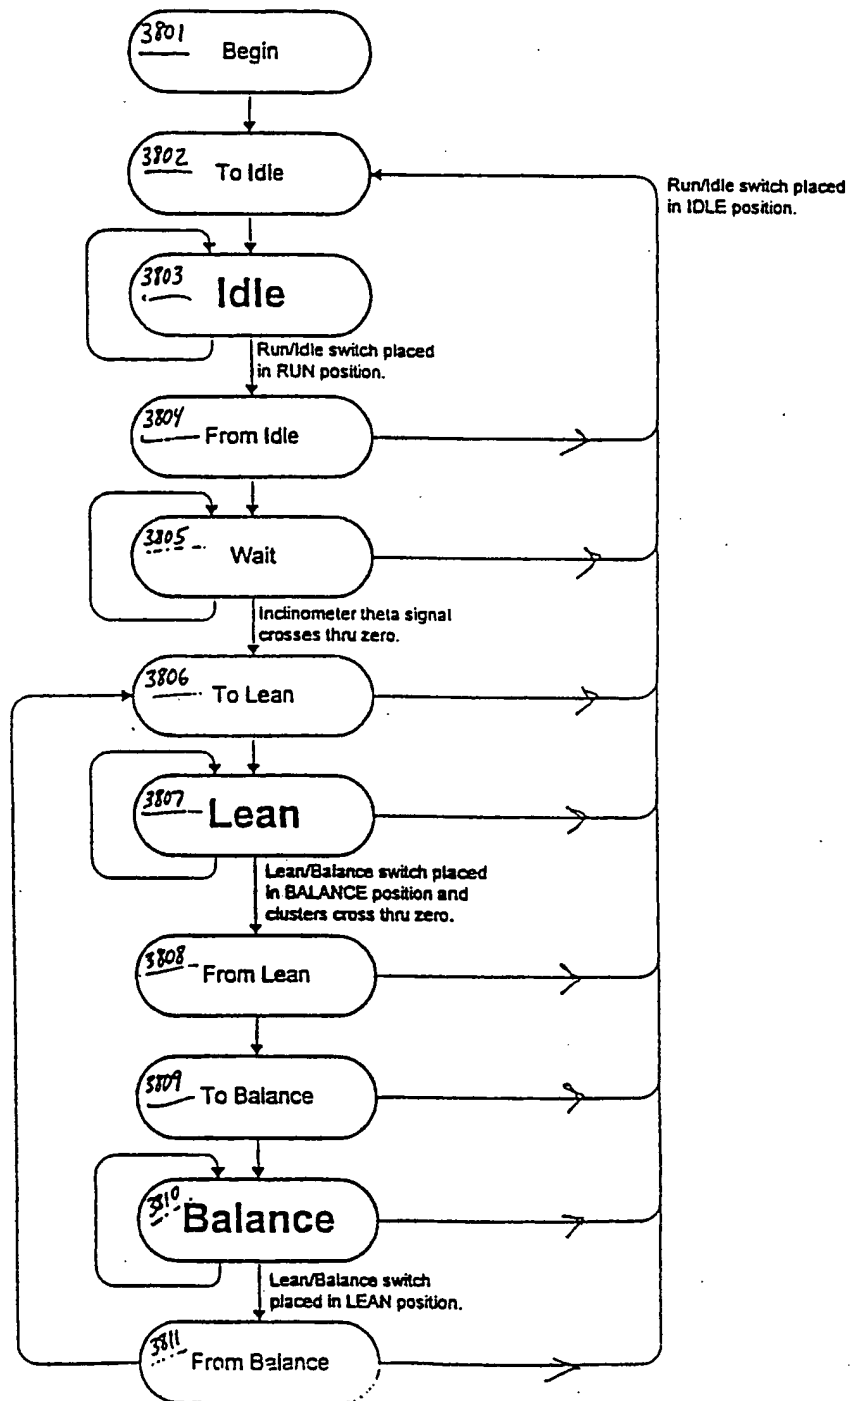 3801 Begin
3802 To Idle
Run/Idle switch placed
in IDLE position.
3803 Idle
Run/Idle switch placed
in RUN position.
3804 From Idle
3805 Wait
Inclinometer theta signal
crosses thru zero.
3806 To Lean
3807 Lean
Lean/Balance switch placed
in BALANCE position and
clusters cross thru zero.
3808 From Lean
3809 To Balance
3810 Balance
Lean/Balance switch
placed in LEAN position.
3811 From Balance